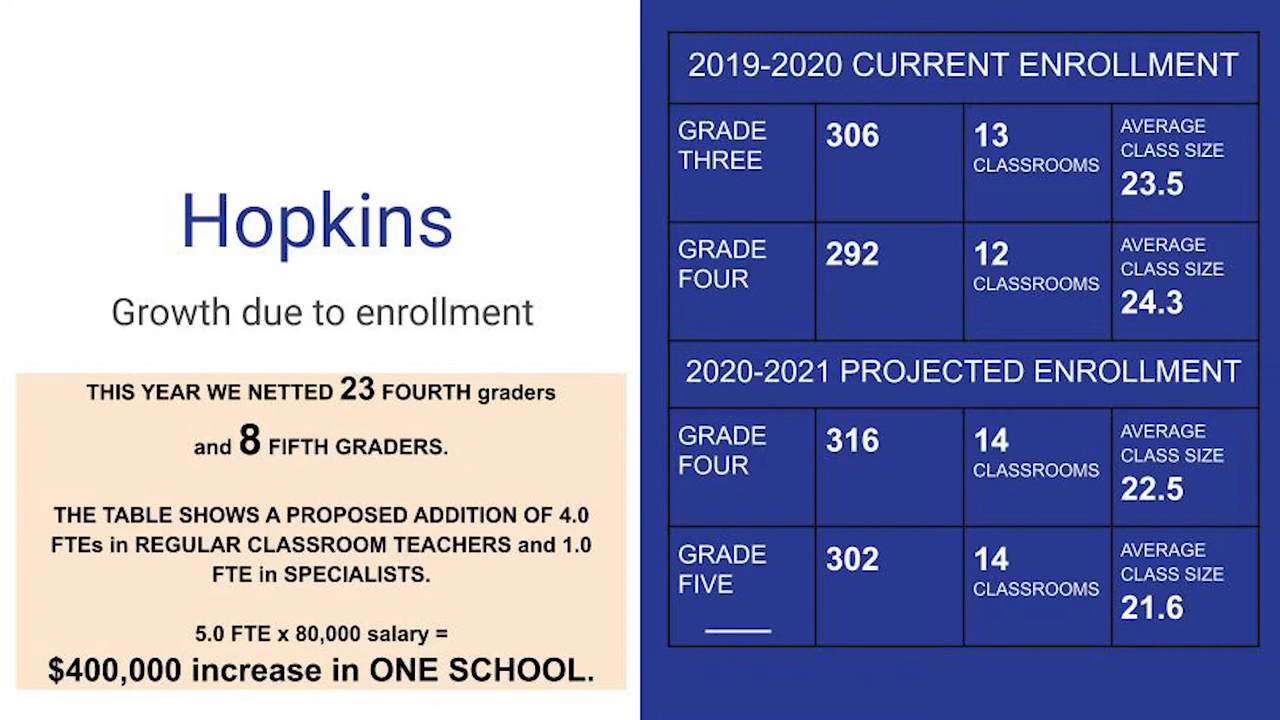 Hopkins
Growth due to enrollment
THIS YEAR WE NETTED 23 FOURTH graders
and 8 FIFTH GRADERS.
THE TABLE SHOWS A PROPOSED ADDITION OF 4.0
FTEs in REGULAR CLASSROOM TEACHERS and 1.0
FTE in SPECIALISTS.
5.0 FTE x 80,000 salary =
$400,000 increase in ONE SCHOOL.
2019-2020 CURRENT ENROLLMENT
GRADE
THREE
306
13
CLASSROOMS
AVERAGE
CLASS SIZE
23.5
GRADE
FOUR
292
12
CLASSROOMS
AVERAGE
CLASS SIZE
24.3
2020-2021 PROJECTED ENROLLMENT
GRADE
FOUR
316
14
CLASSROOMS
AVERAGE
CLASS SIZE
22.5
GRADE
FIVE
302
14
CLASSROOMS
AVERAGE
CLASS SIZE
21.6